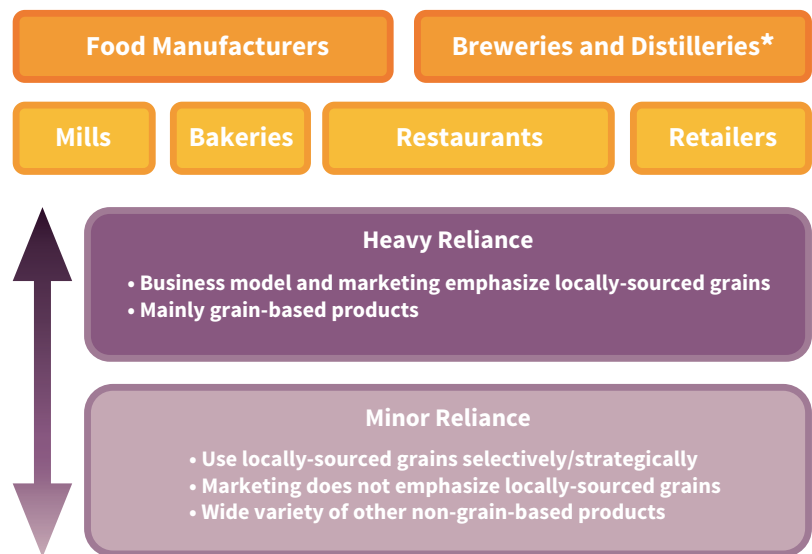 Food Manufacturers
Breweries and Distilleries*
Mills
Bakeries
Restaurants
Retailers
Heavy Reliance
• Business model and marketing emphasize locally-sourced grains
• Mainly grain-based products
Minor Reliance
• Use locally-sourced grains selectively/strategically
• Marketing does not emphasize locally-sourced grains
• Wide variety of other non-grain-based products